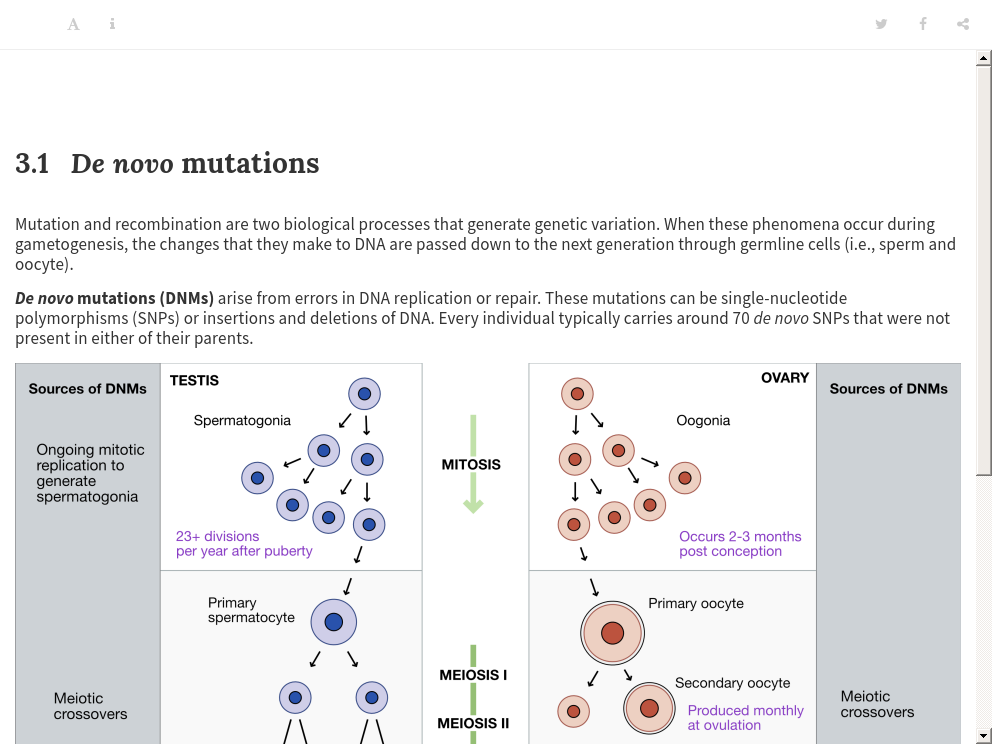 3.1 De novo mutations
Mutation and recombination are two biological processes that generate genetic variation. When these phenomena occur during
gametogenesis, the changes that they make to DNA are passed down to the next generation through germline cells (i.e., sperm and
oocyte).
De novo mutations (DNMs) arise from errors in DNA replication or repair. These mutations can be single-nucleotide
polymorphisms (SNPs) or insertions and deletions of DNA. Every individual typically carries around 70 de novo SNPs that were not
present in either of their parents.
Sources of DNMs
Ongoing mitotic
replication to
generate
spermatogonia
Meiotic
crossovers
TESTIS
Spermatogonia
23+ divisions
per year after puberty
Primary
spermatocyte
MITOSIS
MEIOSIS I
MEIOSIS II
OVARY
Oogonia
Occurs 2-3 months
post conception
Primary oocyte
Secondary oocyte
Produced monthly
at ovulation
Sources of DNMs
Meiotic
crossovers